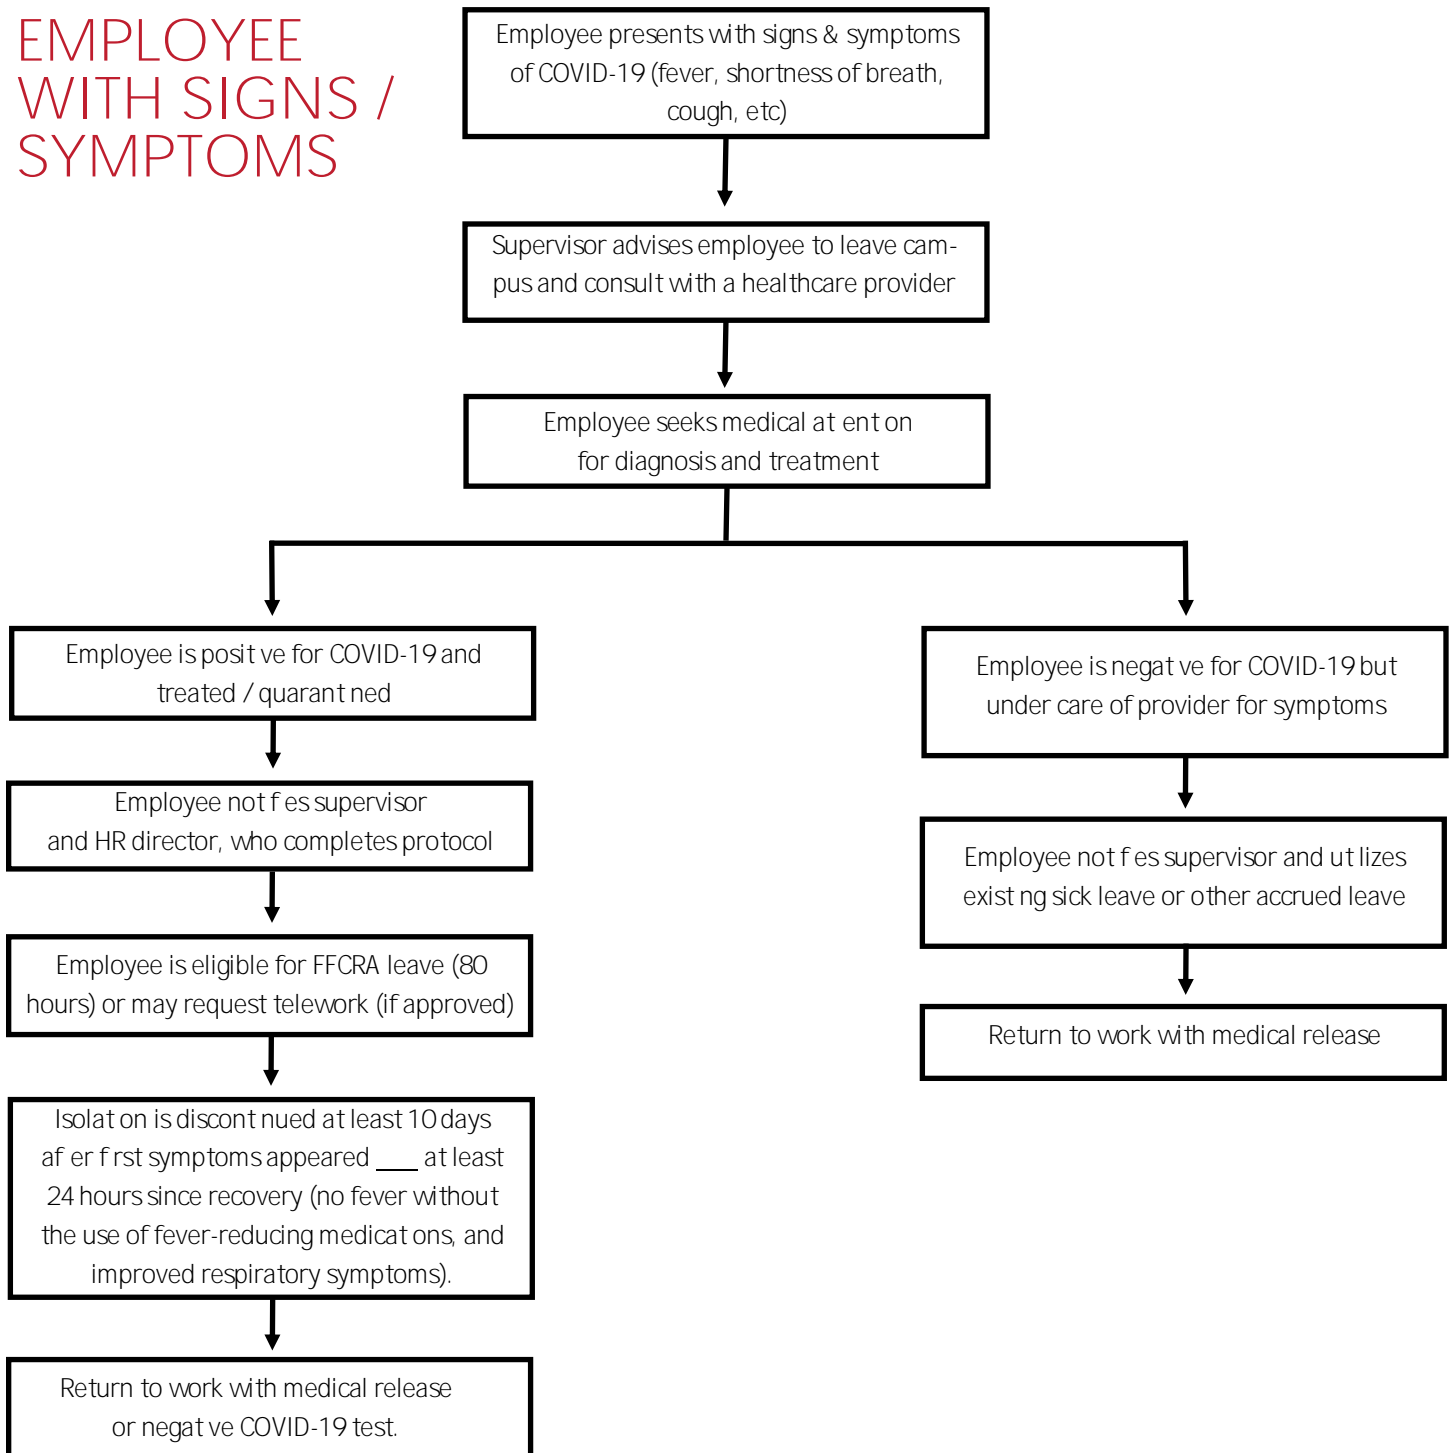 EMPLOYEE
WITH SIGNS /
SYMPTOMS
Employee presents with signs & symptoms
of COVID-19 (fever, shortness of breath,
cough, etc)
Supervisor advises employee to leave cam-
pus and consult with a healthcare provider
Employee seeks medical at ent on
for diagnosis and treatment
Employee is posit ve for COVID-19 and
treated / quarant ned
Employee not f es supervisor
and HR director, who completes protocol
Employee is eligible for FFCRA leave (80
hours) or may request telework (if approved)
Isolat on is discont nued at least 10 days
af er f rst symptoms appeared ___ at least
24 hours since recovery (no fever without
the use of fever-reducing medicat ons, and
improved respiratory symptoms).
Return to work with medical release
or negat ve COVID-19 test.
Employee is negat ve for COVID-19 but
under care of provider for symptoms
Employee not f es supervisor and ut lizes
exist ng sick leave or other accrued leave
Return to work with medical release